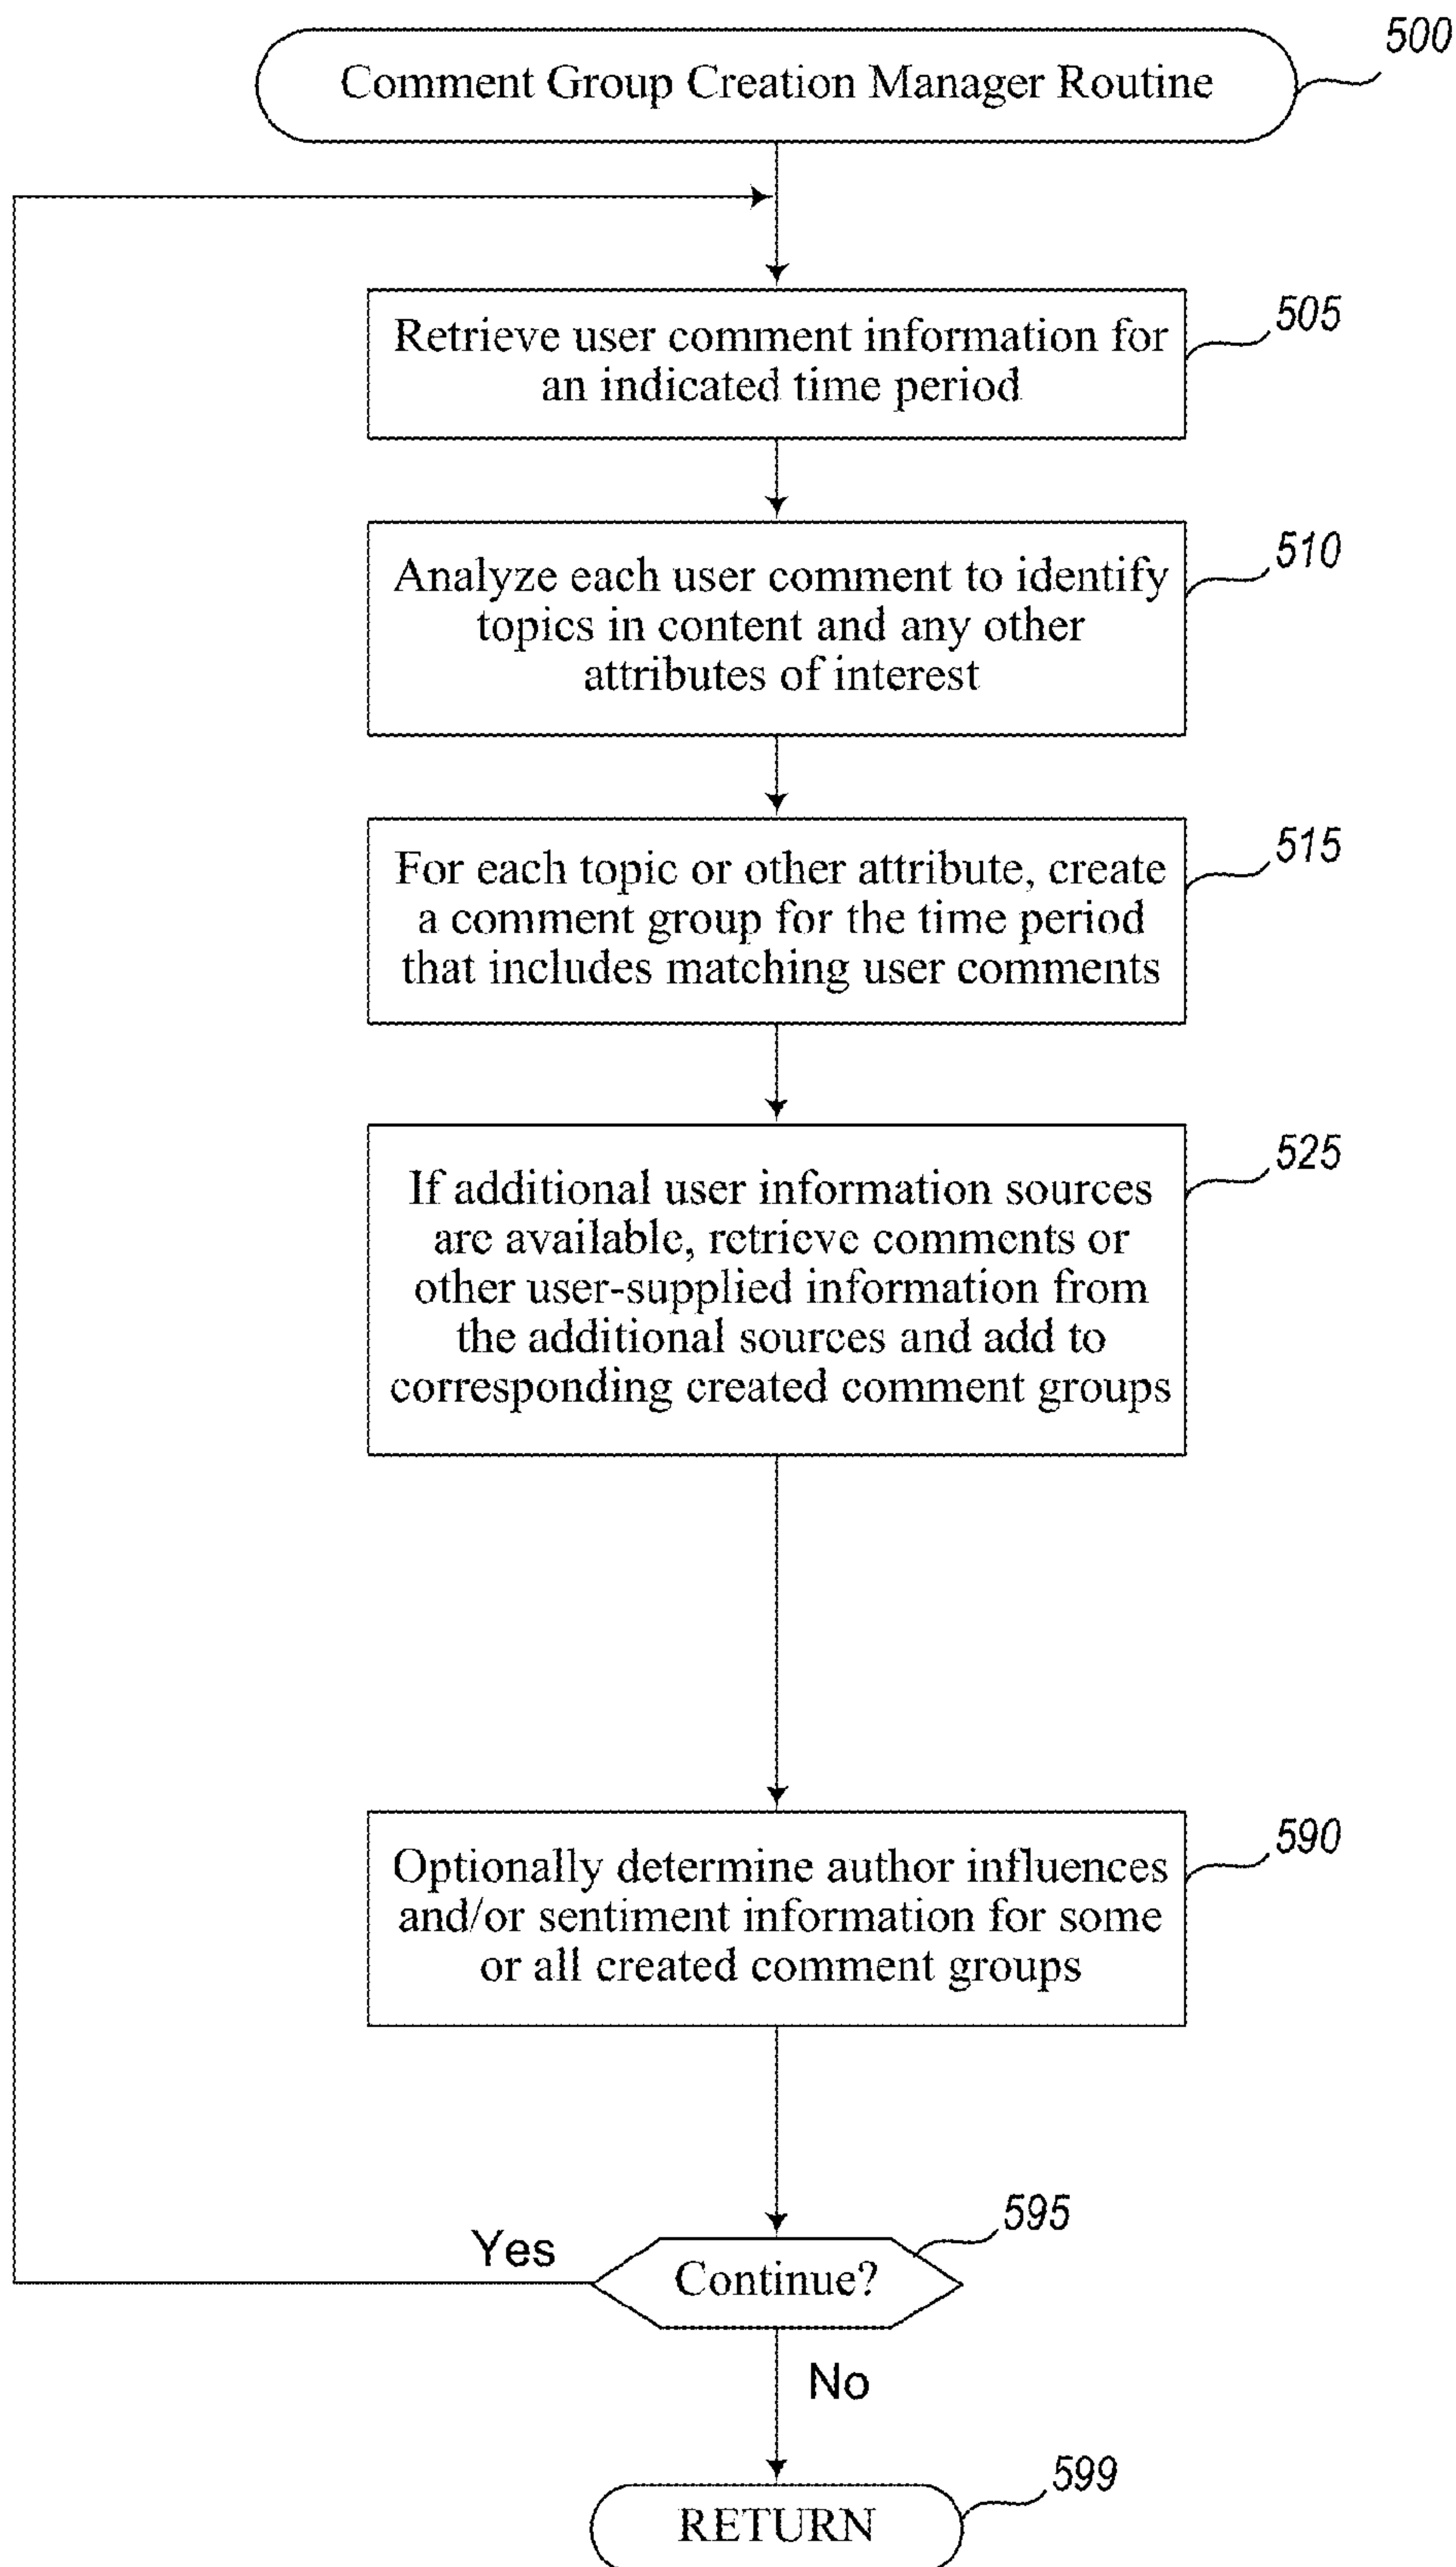 500
Comment Group Creation Manager Routine
505
Retrieve user comment information for
an indicated time period
510
Analyze each user comment to identify
topics in content and any other
attributes of interest
515
For each topic or other attribute, create
a comment group for the time period
that includes matching user comments
525
If additional user information sources
are available, retrieve comments or
other user-supplied information from
the additional sources and add to
corresponding created comment groups
590
Optionally determine author influences
and/or sentiment information for some
or all created comment groups
595
Yes
Continue?
No
599
RETURN